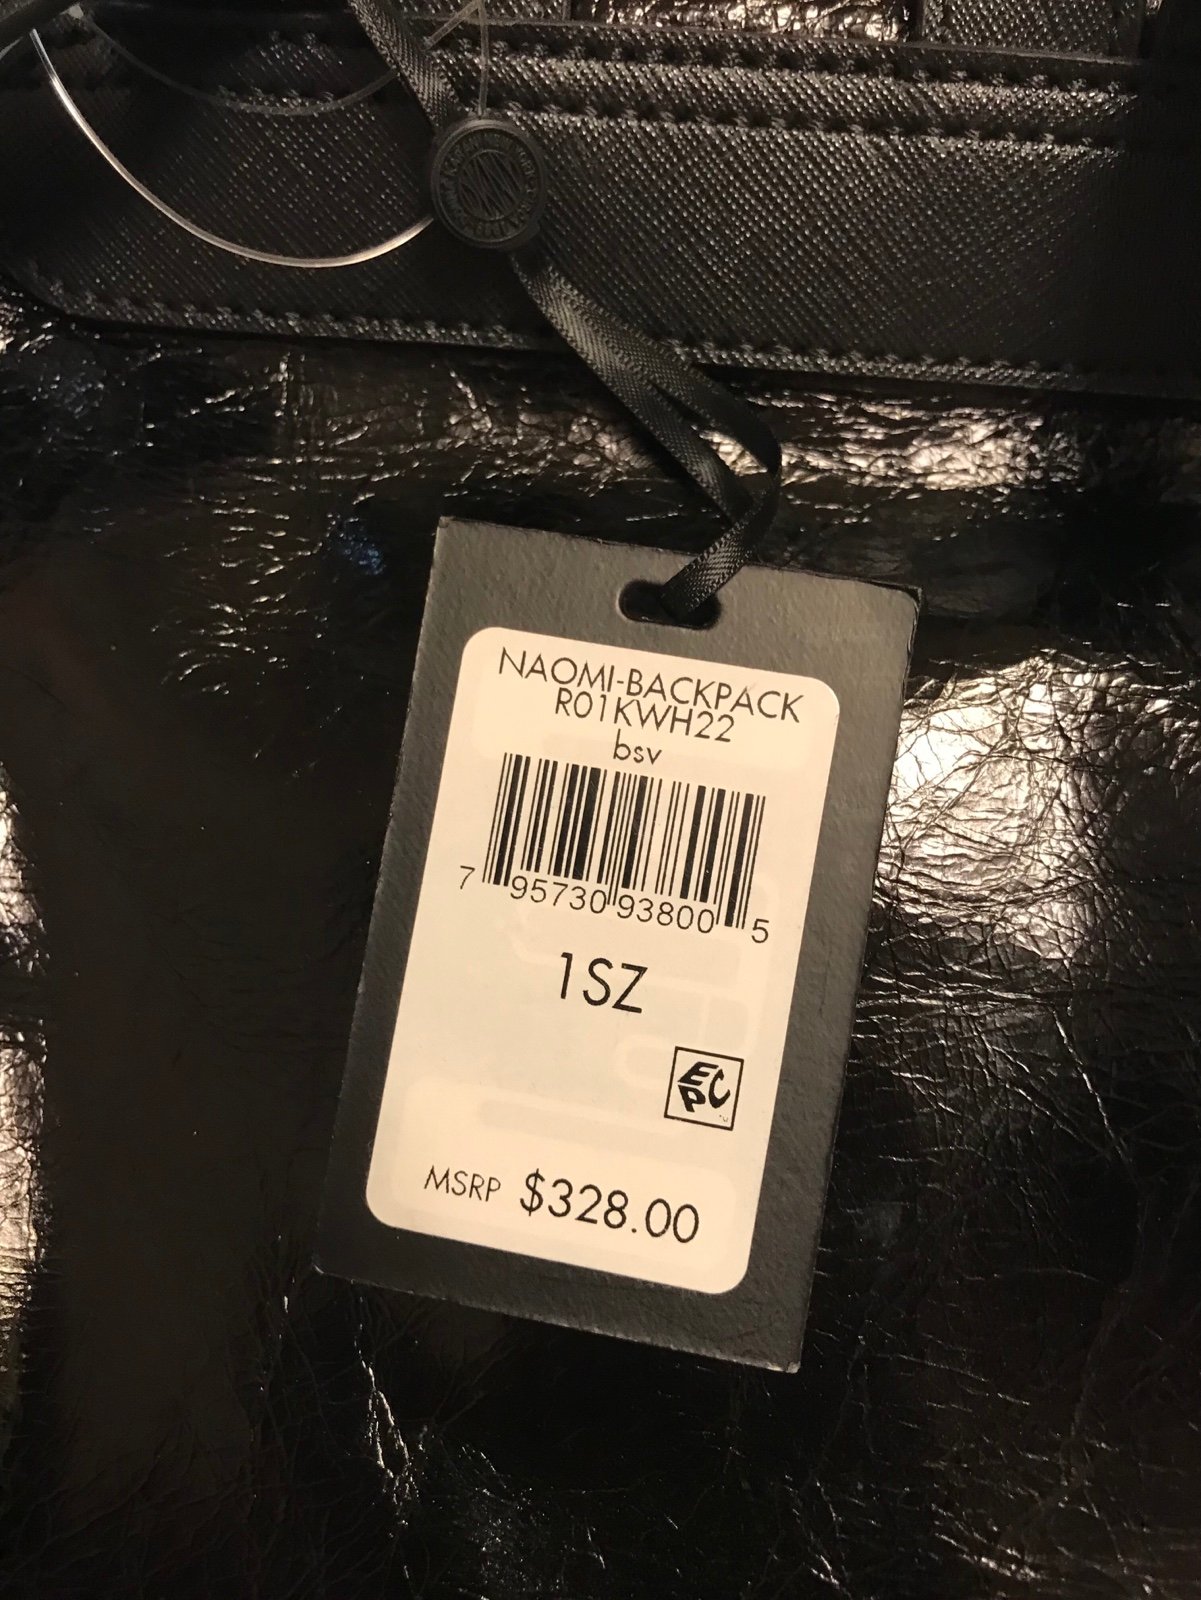 NAOMI-BACKPACK
R01KWH22
bsv
7 95730 93800 5
1SZ
EPC
MSRP $328.00